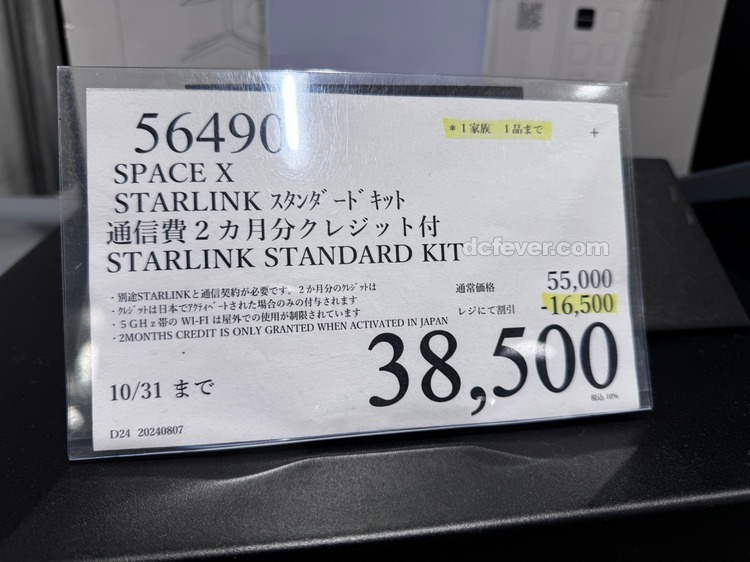 56490
*1家族 1品まで
+
SPACE X
STARLINK ｽﾀﾝﾀﾞｰﾄﾞｷｯﾄ
通信費2カ月分クレジット付
STARLINK STANDARD KIT
dcfever.com
・別途STARLINKと通信契約が必要です。2か月分のｸﾚｼﾞｯﾄは
・ｸﾚｼﾞｯﾄは日本でｱｸﾃｨﾍﾞｰﾄされた場合のみの付与されます
・5GHz帯のWI-FIは屋外での使用が制限されています
・2MONTHS CREDIT IS ONLY GRANTED WHEN ACTIVATED IN JAPAN
通常価格 55,000
レジにて割引 -16,500
38,500
税込 10%
10/31 まで
D24 20240807